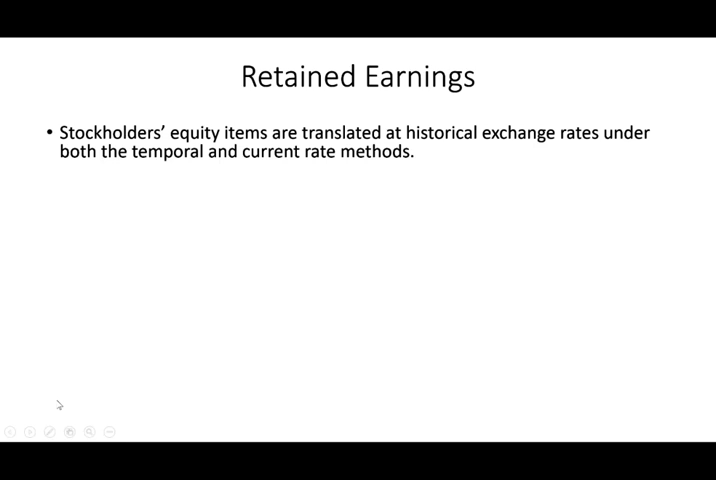 Retained Earnings
• Stockholders’ equity items are translated at historical exchange rates under
both the temporal and current rate methods.